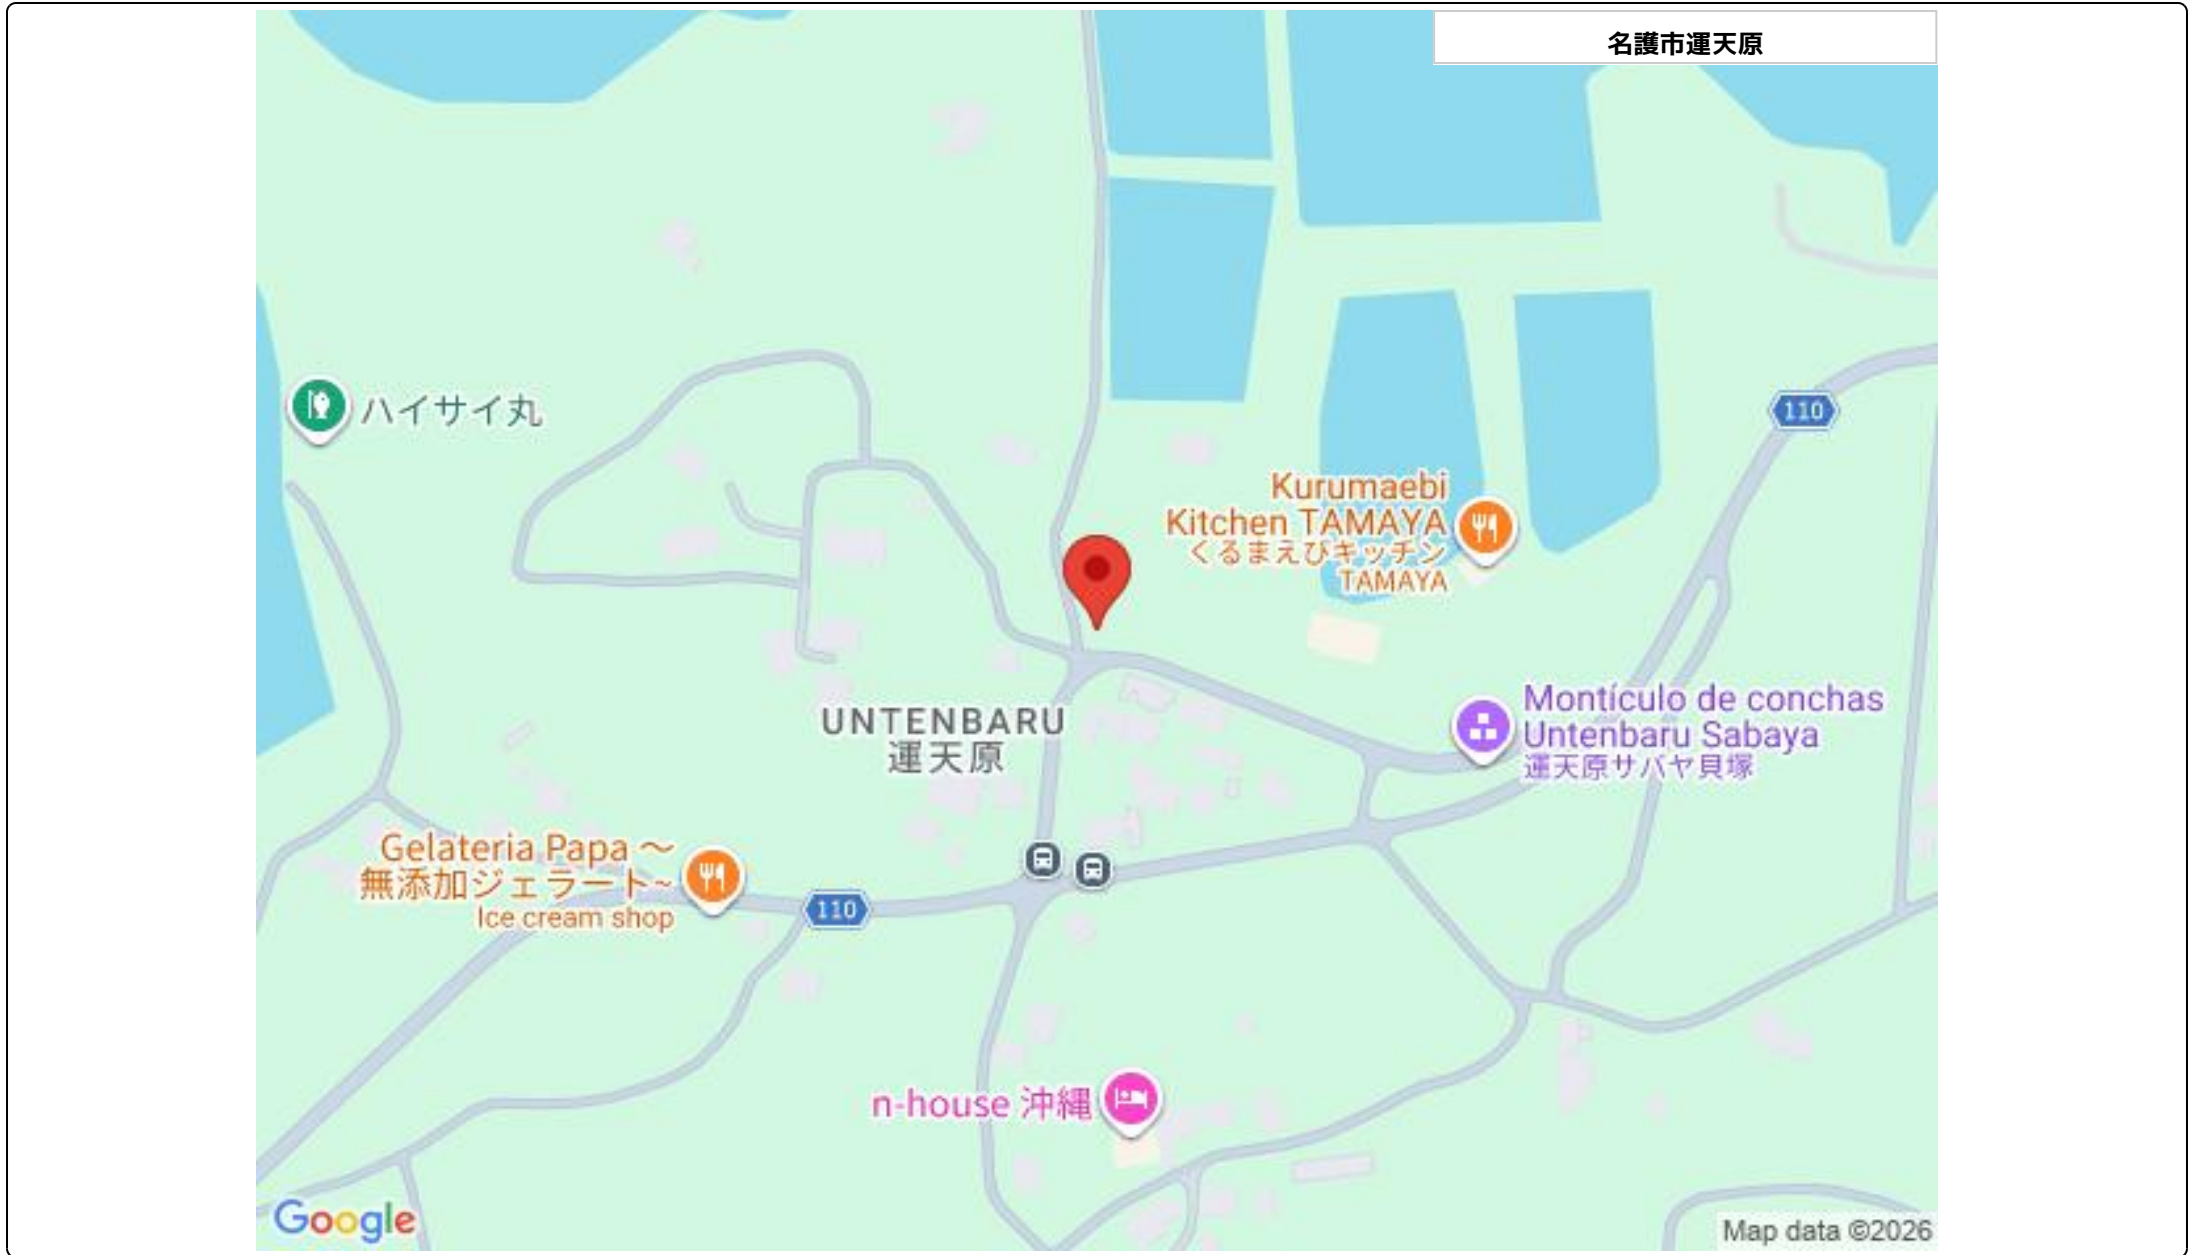 名護市運天原
ハイサイ丸
110
Kurumaebi
Kitchen TAMAYA
くるまえびキッチン
TAMAYA
UNTENBARU
運天原
Montículo de conchas
Untenbaru Sabaya
運天原サバヤ貝塚
Gelateria Papa ～
無添加ジェラート~
Ice cream shop
110
n-house 沖縄
Google
Map data ©2026